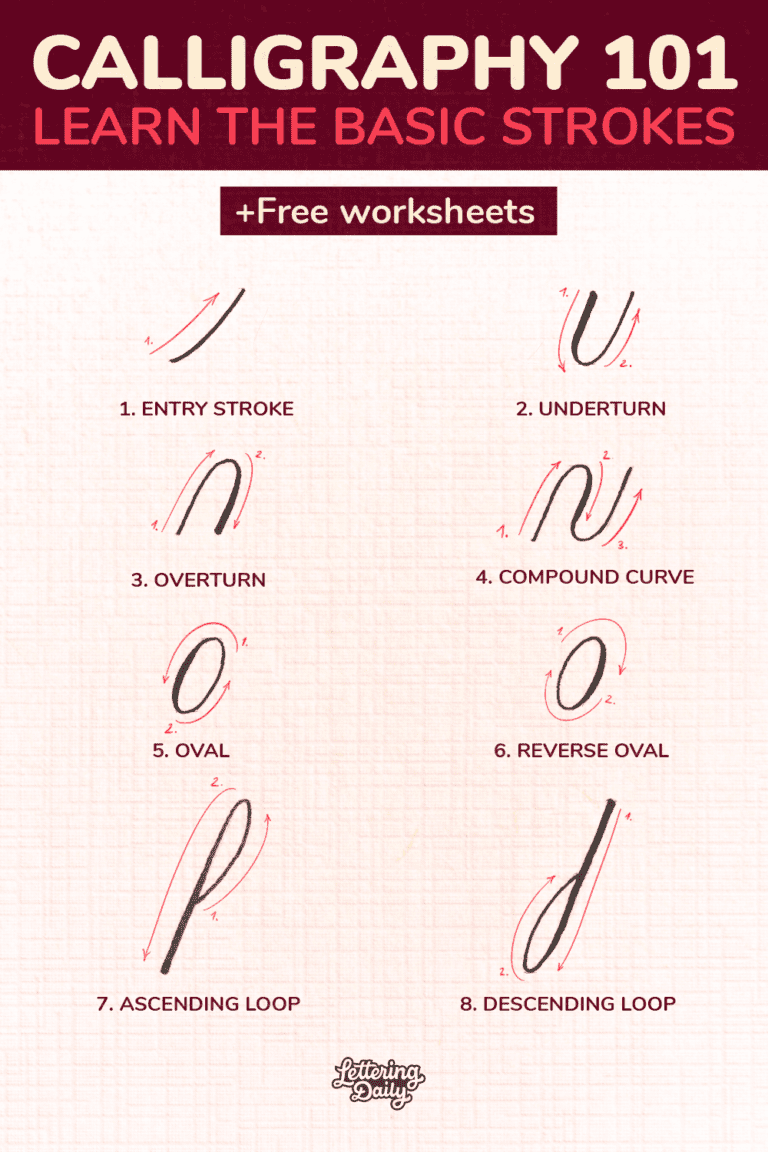 CALLIGRAPHY 101
LEARN THE BASIC STROKES
+Free worksheets
1.
1. ENTRY STROKE
1.
2.
2. UNDERTURN
1.
2.
3. OVERTURN
1.
2
3.
4. COMPOUND CURVE
1.
2.
5. OVAL
1.
2.
6. REVERSE OVAL
2.
1.
7. ASCENDING LOOP
1.
2.
8. DESCENDING LOOP
Lettering
Daily